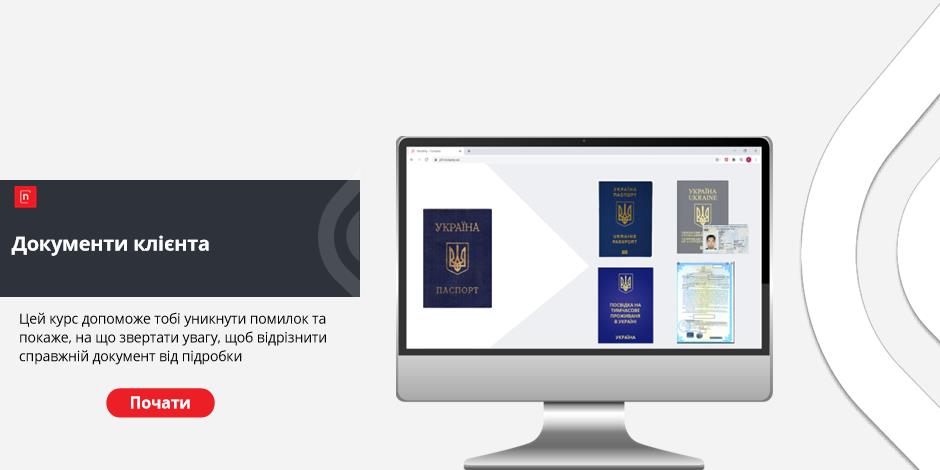 n
Документи клієнта
Цей курс допоможе тобі уникнути помилок та
покаже, на що звертати увагу, щоб відрізнити
справжній документ від підробки
Почати
УКРАЇНА
ПАСПОРТ
УКРАЇНА
ПАСПОРТ
UKRAINE
PASSPORT
УКРАЇНА
UKRAINE
ПОСВІДКА НА
ТИМЧАСОВЕ
ПРОЖИВАННЯ
В УКРАЇНІ
УКРАЇНА